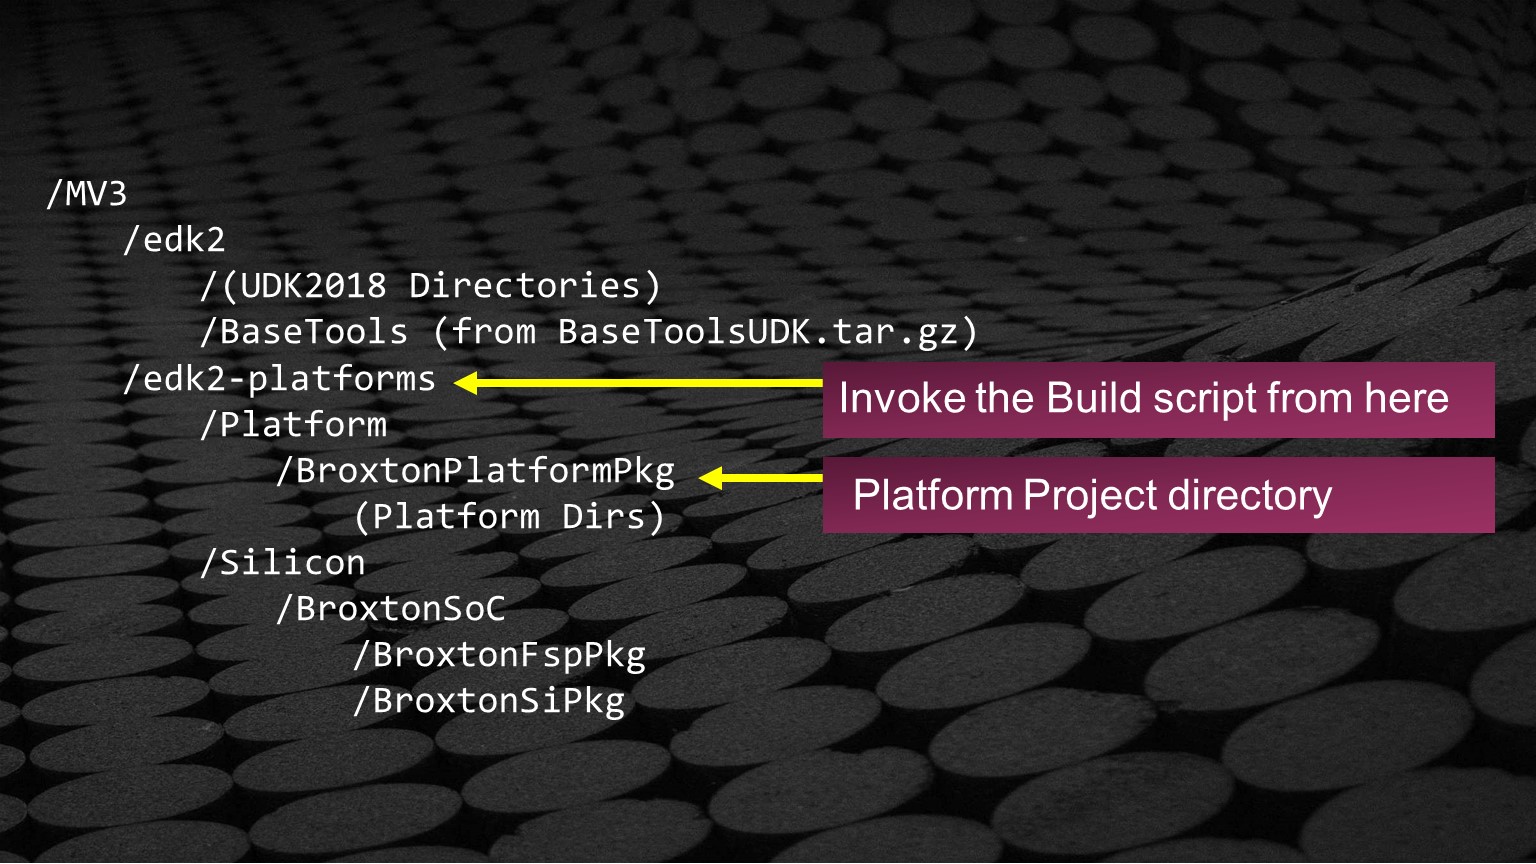 /MV3
/edk2
/(UDK2018 Directories)
/BaseTools (from BaseToolsUDK.tar.gz)
/edk2-platforms
Invoke the Build script from here
/Platform
/BroxtonPlatformPkg
Platform Project directory
(Platform Dirs)
/Silicon
/BroxtonSoC
/BroxtonFspPkg
/BroxtonSiPkg